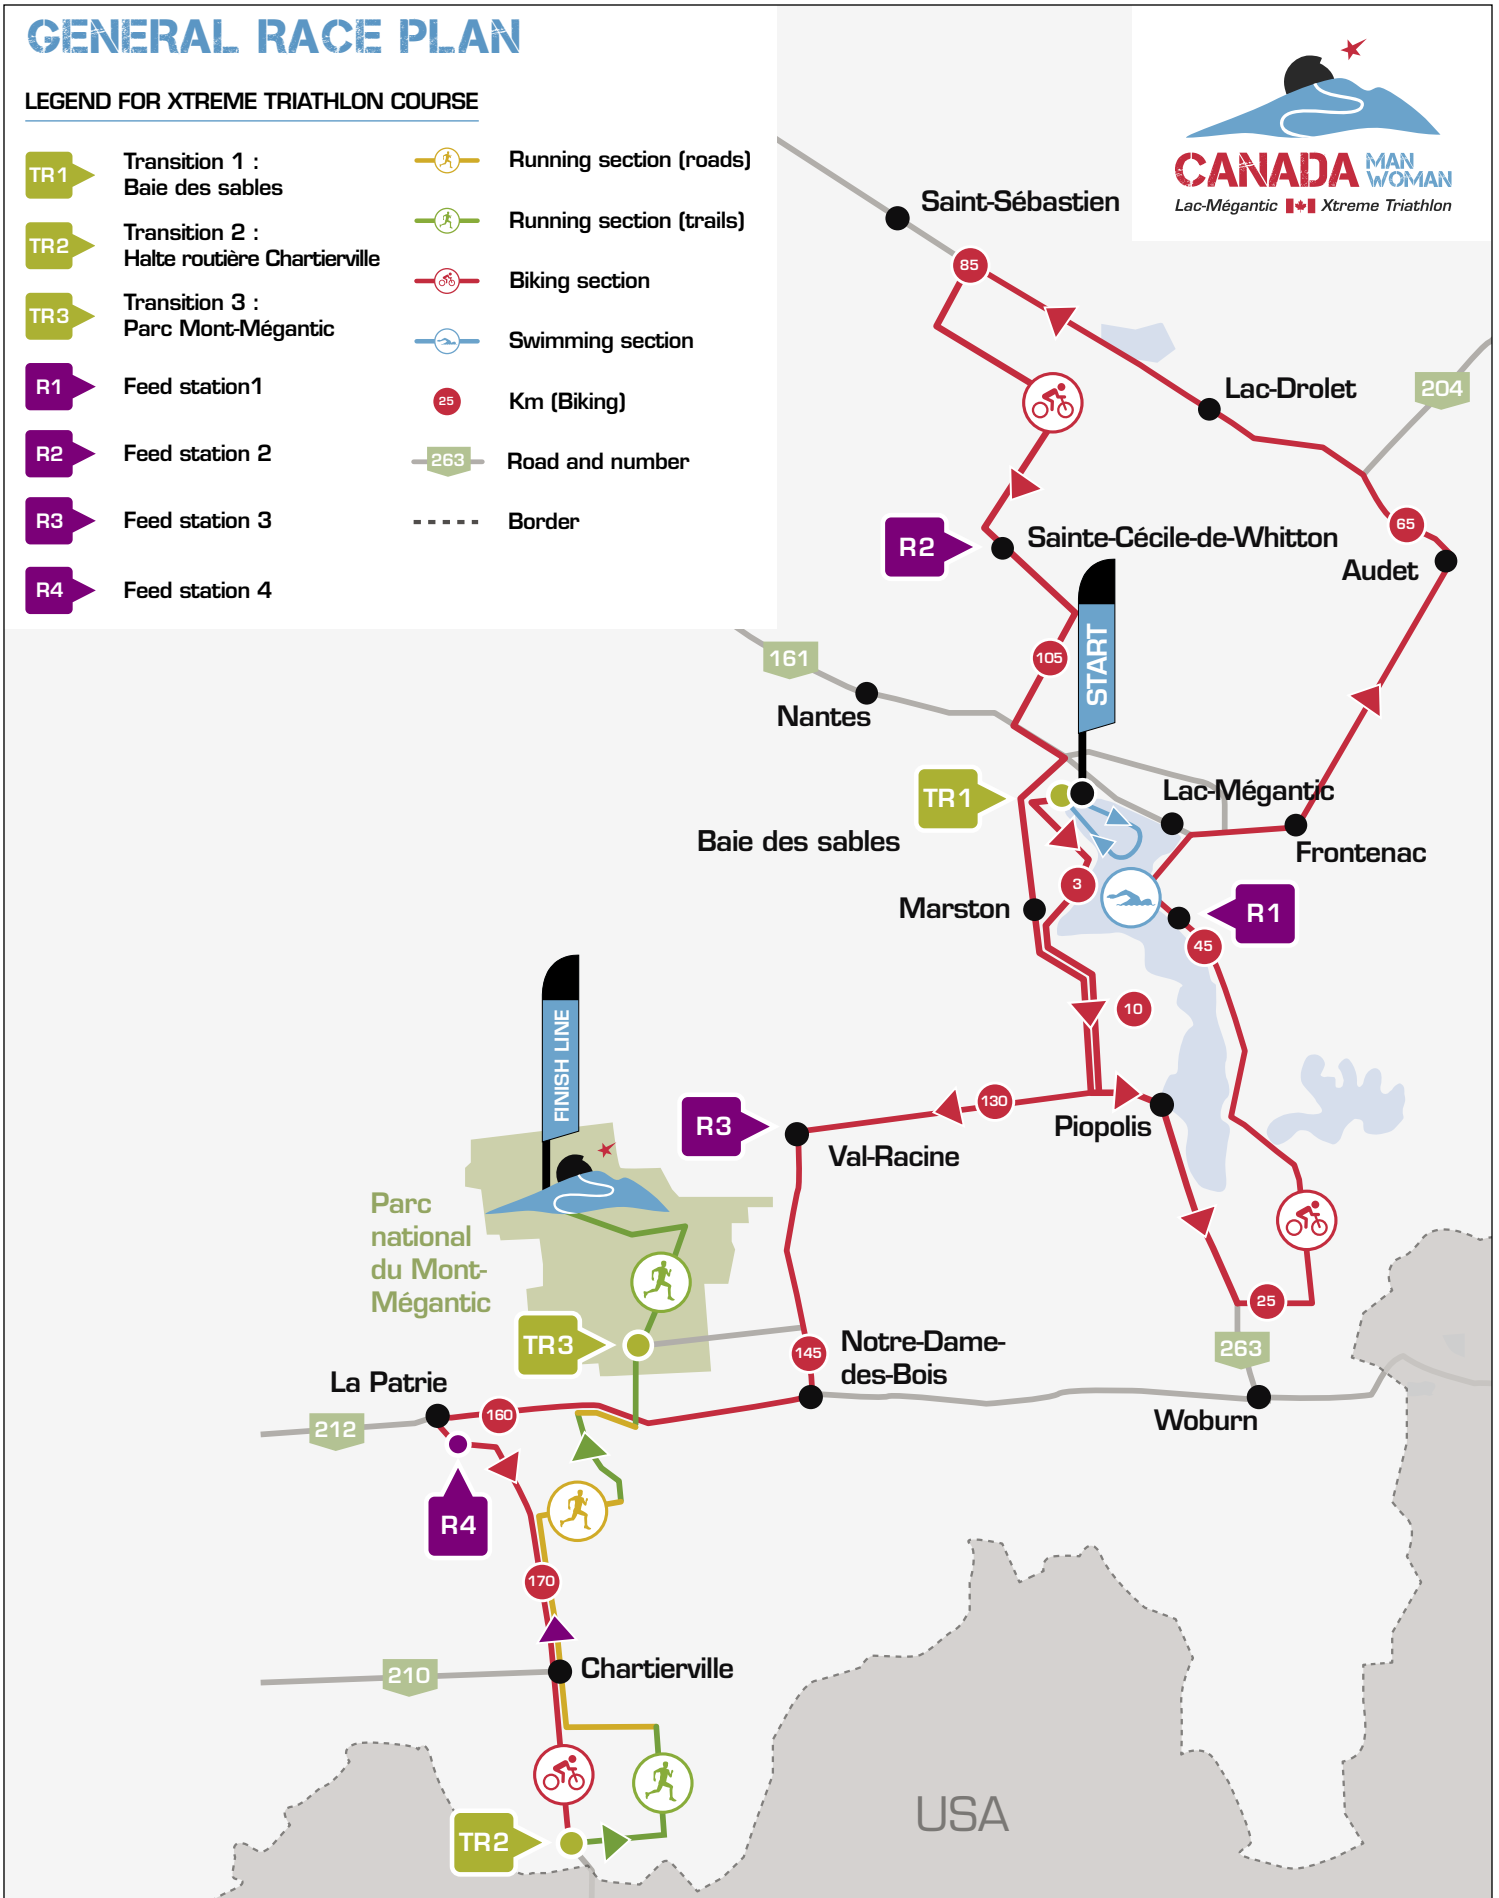 GENERAL RACE PLAN
LEGEND FOR XTREME TRIATHLON COURSE
TR1
Transition 1 :
Baie des sables
TR2
Transition 2 :
Halte routière Chartierville
TR3
Transition 3 :
Parc Mont-Mégantic
R1
Feed station1
R2
Feed station 2
R3
Feed station 3
R4
Feed station 4
Running section (roads)
Running section (trails)
Biking section
Swimming section
25
Km (Biking)
263
Road and number
Border
CANADA MAN
WOMAN
Lac-Mégantic Xtreme Triathlon
Saint-Sébastien
85
Lac-Drolet
204
65
Audet
R2
Sainte-Cécile-de-Whitton
START
105
161
Nantes
TR1
Baie des sables
Lac-Mégantic
Frontenac
3
Marston
R1
45
10
FINISH LINE
R3
130
Piopolis
Val-Racine
Parc
national
du Mont-
Mégantic
TR3
25
263
145
Notre-Dame-
des-Bois
La Patrie
160
212
Woburn
R4
170
210
Chartierville
TR2
USA